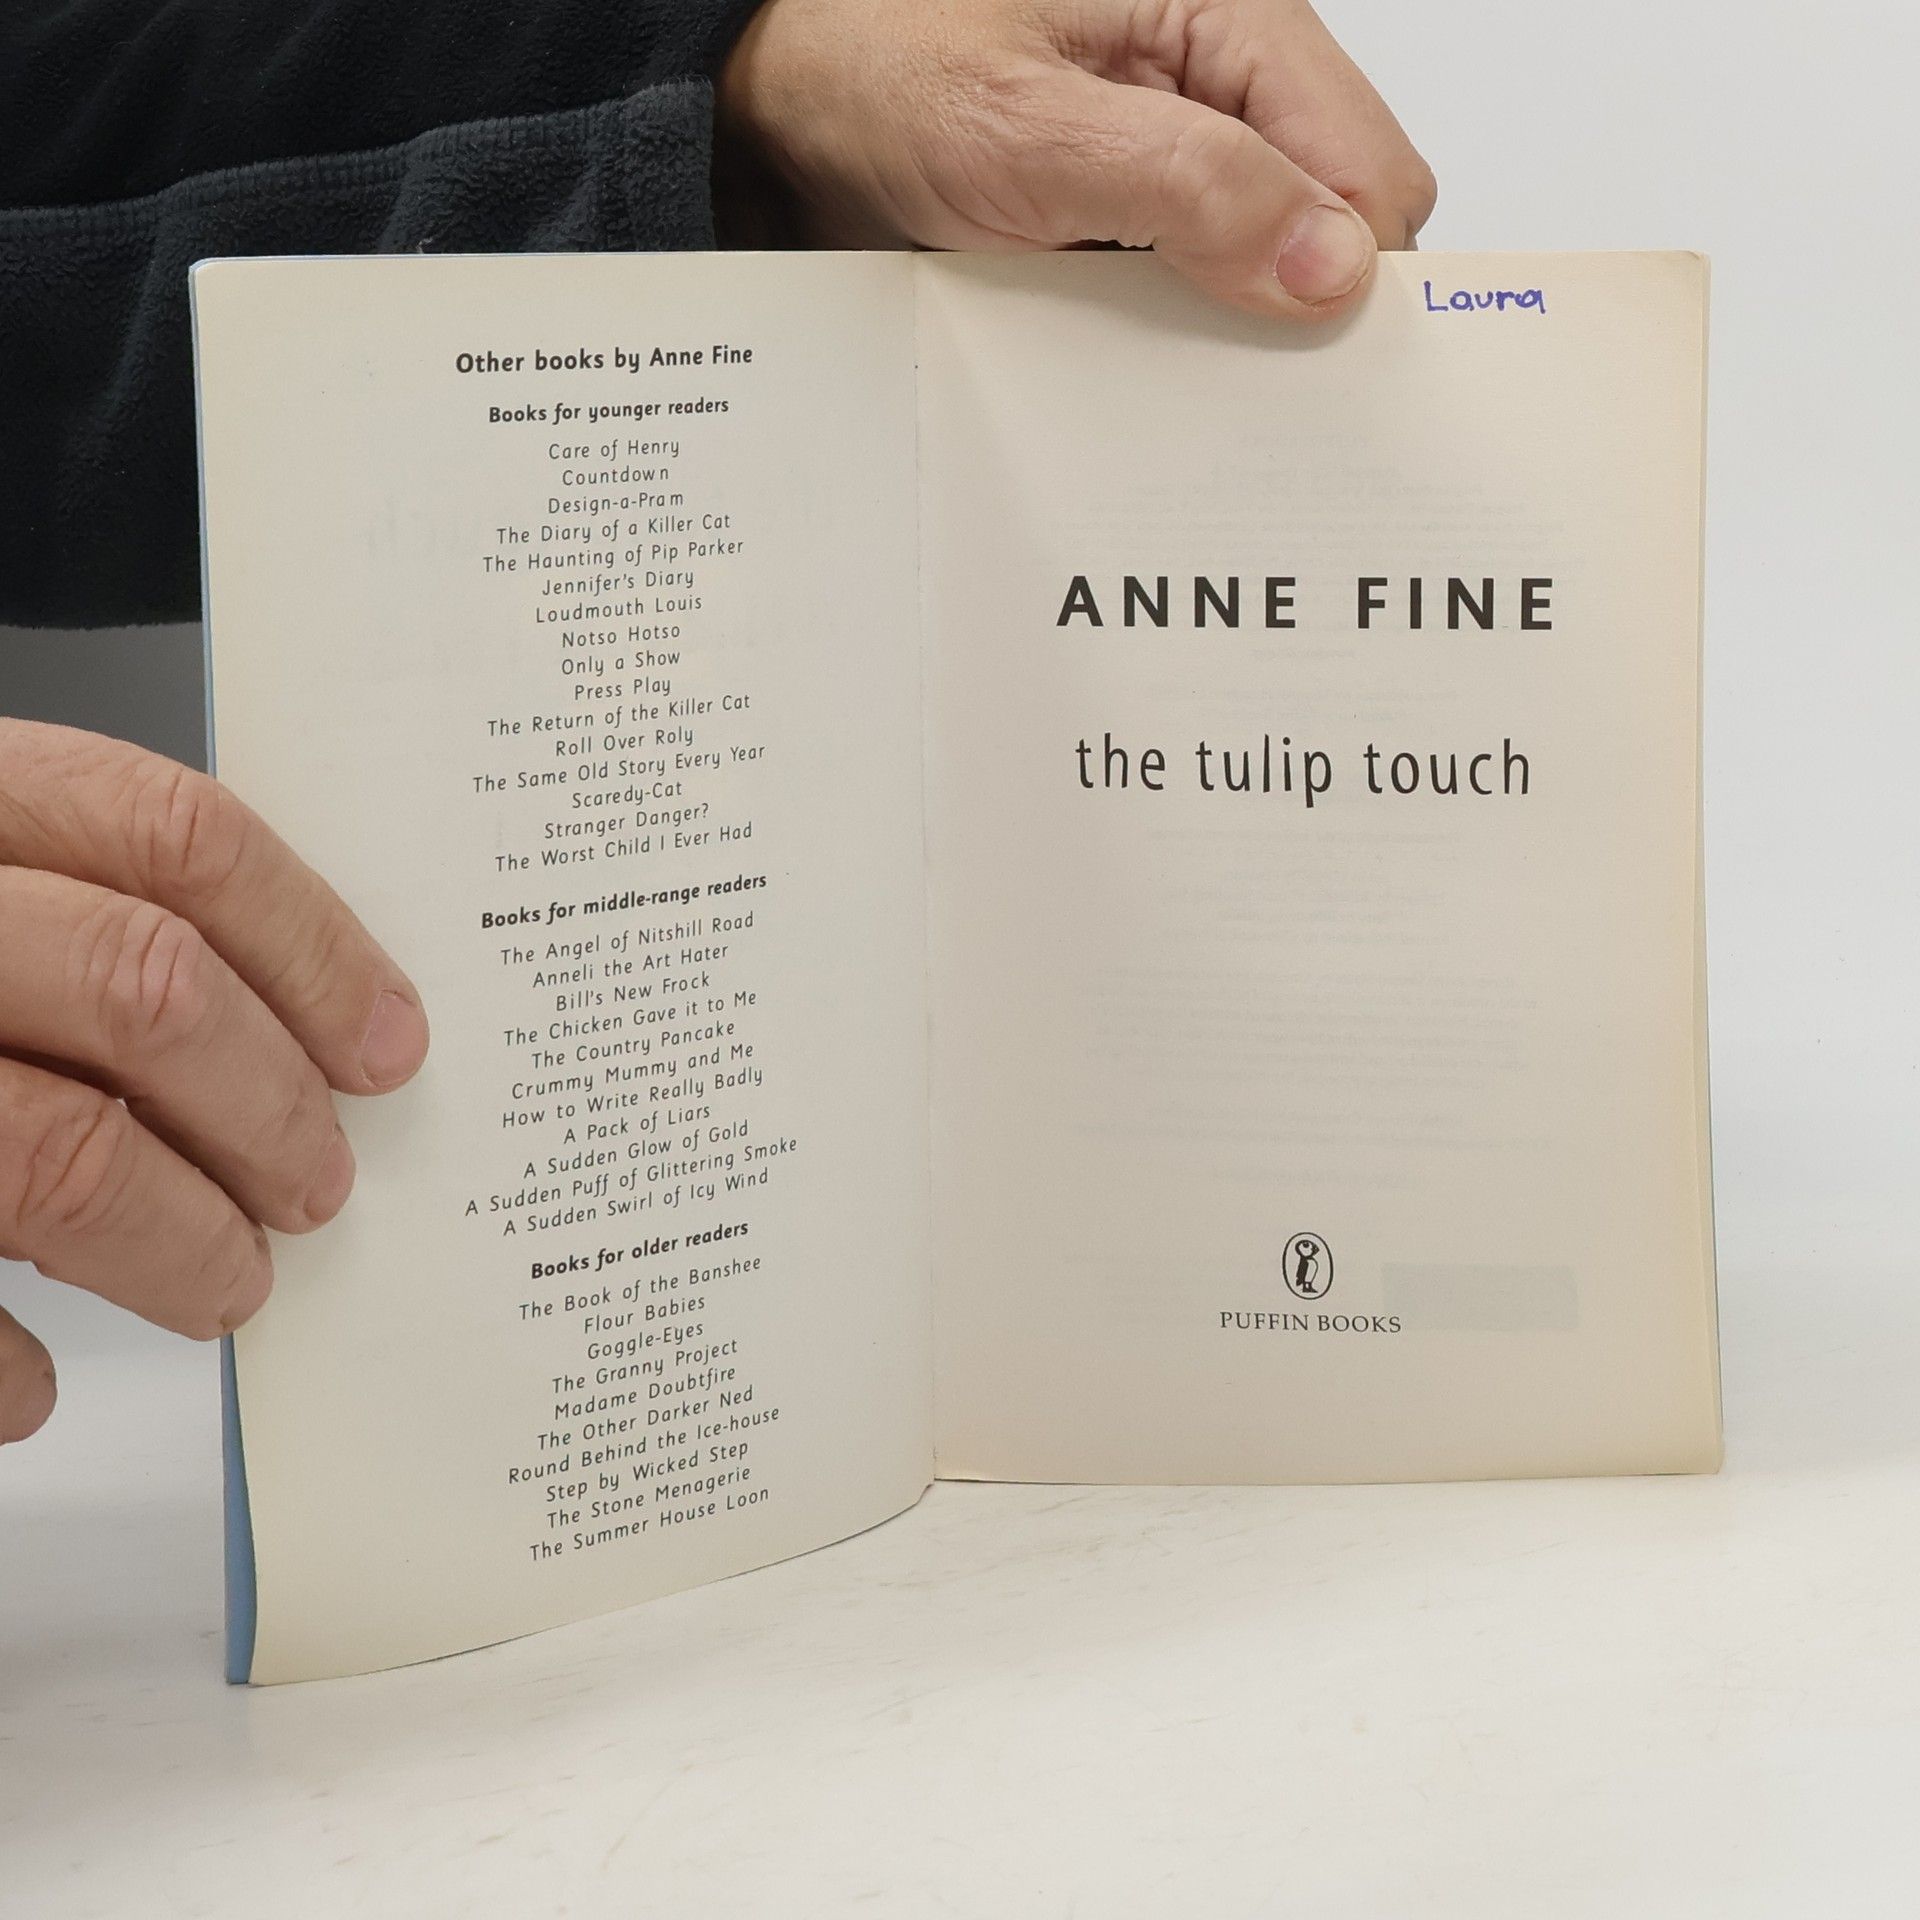 Other books by Anne Fine
Books for younger readers
Care of Henry
Countdown
Design-a-Pram
The Diary of a Killer Cat
The Haunting of Pip Parker
Jennifer's Diary
Loudmouth Louis
Notso Hotso
Only a Show
Press Play
The Return of the Killer Cat
Roll Over Roly
The Same Old Story Every Year
Scaredy-Cat
Stranger Danger?
The Worst Child I Ever Had
Books for middle-range readers
The Angel of Nitshill Road
Anneli the Art Hater
Bill's New Frock
The Chicken Gave it to Me
The Country Pancake
Crummy Mummy and Me
How to Write Really Badly
A Pack of Liars
A Sudden Glow of Gold
A Sudden Puff of Glittering Smoke
A Sudden Swirl of Icy Wind
Books for older readers
The Book of the Banshee
Flour Babies
Goggle-Eyes
The Granny Project
Madame Doubtfire
The Other Darker Ned
Round Behind the Ice-house
Step by Wicked Step
The Stone Menagerie
The Summer House Loon
Laura
ANNE FINE
the tulip touch
PUFFIN BOOKS